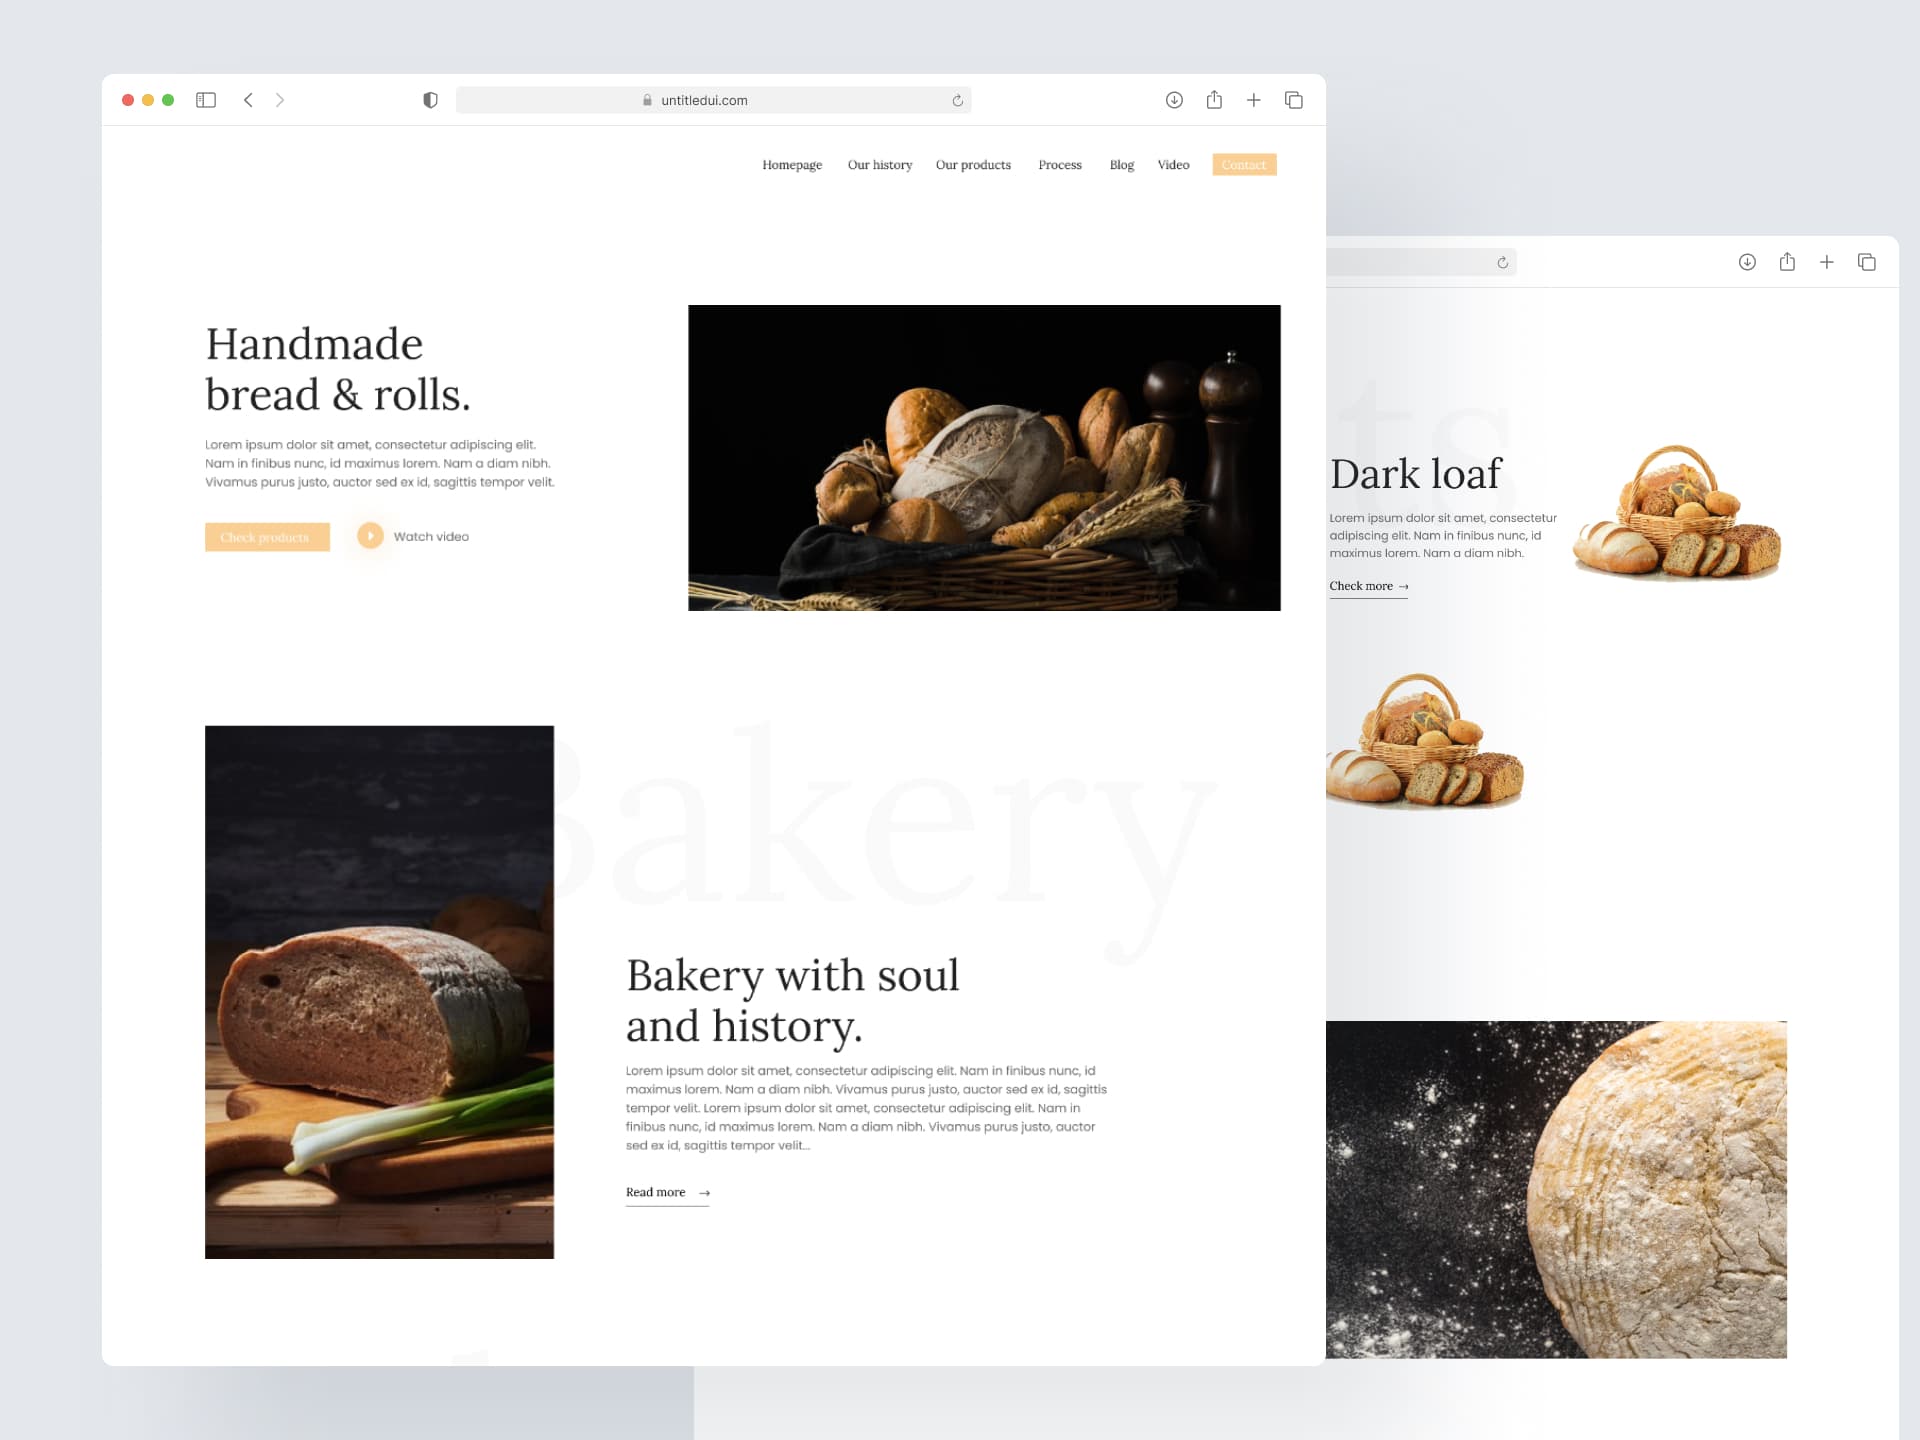 untitledui.com
Homepage Our history Our products Process Blog Video Contact
Handmade
bread & rolls.
Lorem ipsum dolor sit amet, consectetur adipiscing elit.
Nam in finibus nunc, id maximus lorem. Nam a diam nibh.
Vivamus purus justo, auctor sed ex id, sagittis tempor velit.
Check products
Watch video
Bakery
Bakery with soul
and history.
Lorem ipsum dolor sit amet, consectetur adipiscing elit. Nam in finibus nunc, id
maximus lorem. Nam a diam nibh. Vivamus purus justo, auctor sed ex id, sagittis
tempor velit. Lorem ipsum dolor sit amet, consectetur adipiscing elit. Nam in
finibus nunc, id maximus lorem. Nam a diam nibh. Vivamus purus justo, auctor
sed ex id, sagittis tempor velit...
Read more →
ts
Dark loaf
Lorem ipsum dolor sit amet, consectetur
adipiscing elit. Nam in finibus nunc, id
maximus lorem. Nam a diam nibh.
Check more →